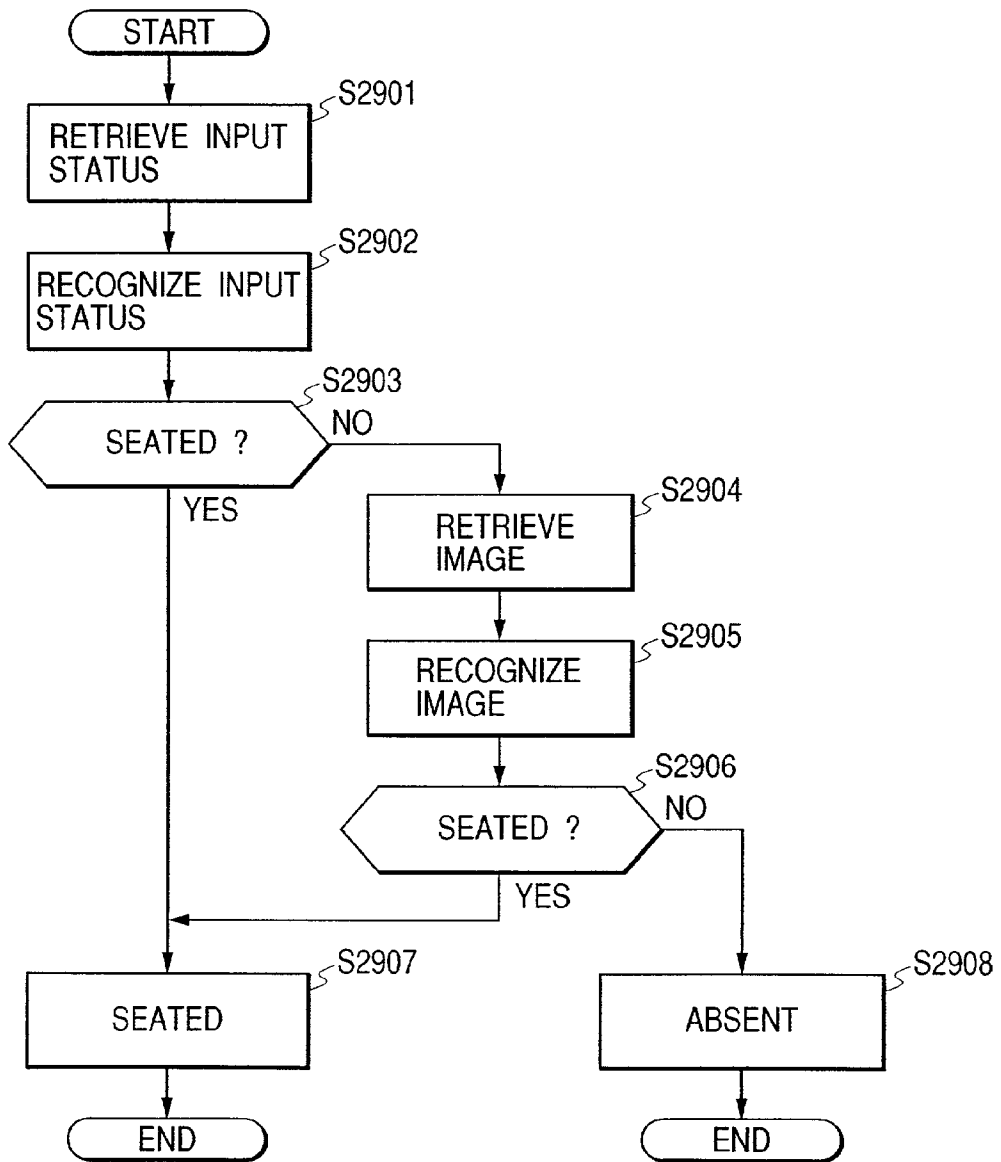 START
S2901
RETRIEVE INPUT
STATUS
S2902
RECOGNIZE INPUT
STATUS
S2903
SEATED ?
NO
YES
S2904
RETRIEVE
IMAGE
S2905
RECOGNIZE
IMAGE
S2906
SEATED ?
NO
YES
S2907
SEATED
S2908
ABSENT
END
END